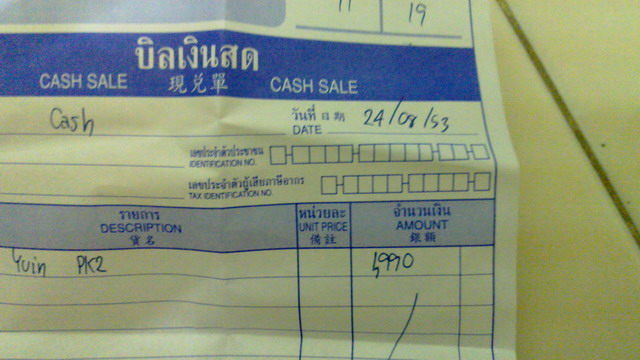 11 19
บิลเงินสด
CASH SALE 現兌單 CASH SALE
Cash
วันที่ 日期 24/08/53
DATE
เลขประจำตัวประชาชน
IDENTIFICATION NO.
เลขประจำตัวผู้เสียภาษีอากร
TAX IDENTIFICATION NO.
รายการ หน่วยละ จำนวนเงิน
DESCRIPTION UNIT PRICE AMOUNT
貨名 備註 銀額
PK2 4990